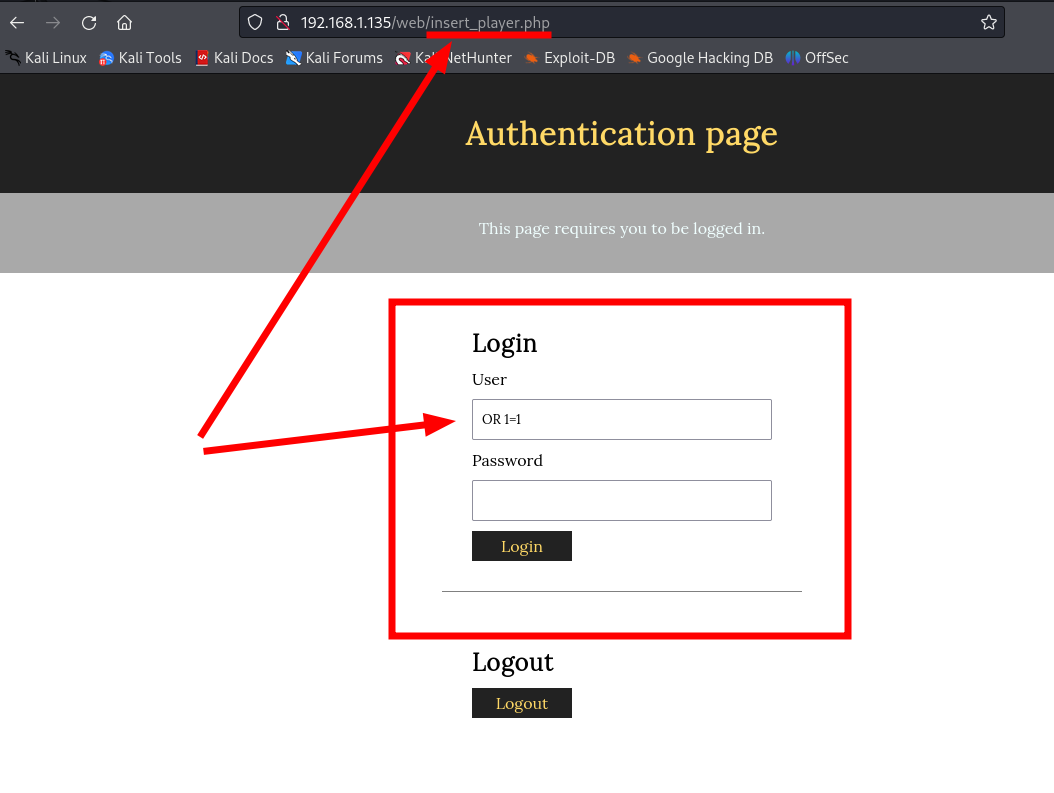 192.168.1.135/web/insert_player.php
Kali Linux Kali Tools Kali Docs Kali Forums Kali NetHunter Exploit-DB Google Hacking DB OffSec
Authentication page
This page requires you to be logged in.
Login
User
OR 1=1
Password
Login
Logout
Logout